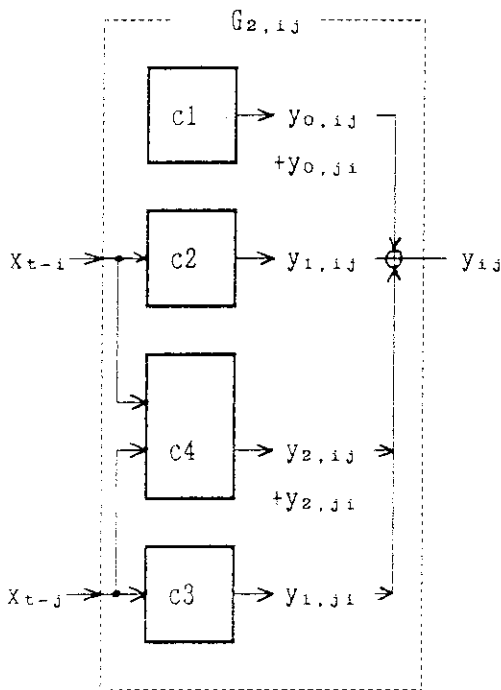 G₂,ᵢⱼ
c1
y₀,ᵢⱼ
+y₀,ⱼᵢ
xₜ₋ᵢ
c2
y₁,ᵢⱼ
yᵢⱼ
c4
y₂,ᵢⱼ
+y₂,ⱼᵢ
xₜ₋ⱼ
c3
y₁,ⱼᵢ